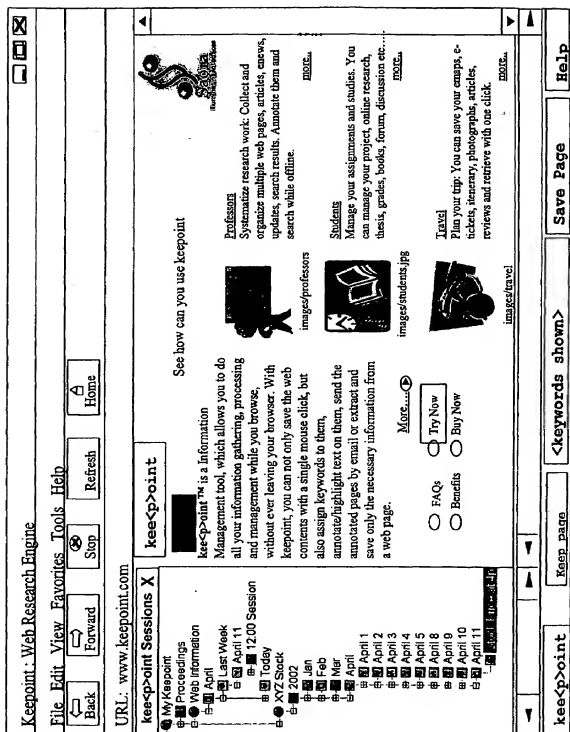 Keepoint : Web Research Engine
File Edit View Favorites Tools Help
Back
Forward
Stop
Refresh
Home
URL: www.keepoint.com
kee<p>oint Sessions X
My Keepoint
Proceedings
Web Information
April
Last Week
April 11
12:00 Session
Today
XYZ Stock
2002
Jan
Feb
Mar
April
April 1
April 2
April 3
April 4
April 5
April 8
April 9
April 10
April 11
kee<p>oint
See how can you use keepoint
kee<p>oint ™ is a Information
Management tool, which allows you to do
all your information gathering, processing
and management while you browse,
without ever leaving your browser. With
keepoint, you can not only save the web
contents with a single mouse click, but
also assign keywords to them,
annotate/highlight text on them, send the
annotated pages by email or extract and
save only the necessary information from
a web page.
More....
FAQs
Try Now
Benefits
Buy Now
Saora
images/professors
Professors
Systematize research work: Collect and
organize multiple web pages, articles, enews,
updates, search results. Annotate them and
search while offline.
more...
images/students.jpg
Students
Manage your assignments and studies. You
can manage your project, online research,
thesis, grades, books, forum, discussion etc....
more...
images/travel
Travel
Plan your trip: You can save your emaps, e-
tickets, itenerary, photographs, articles,
reviews and retrieve with one click.
more...
kee<p>oint
Keep page
<keywords shown>
Save Page
Help